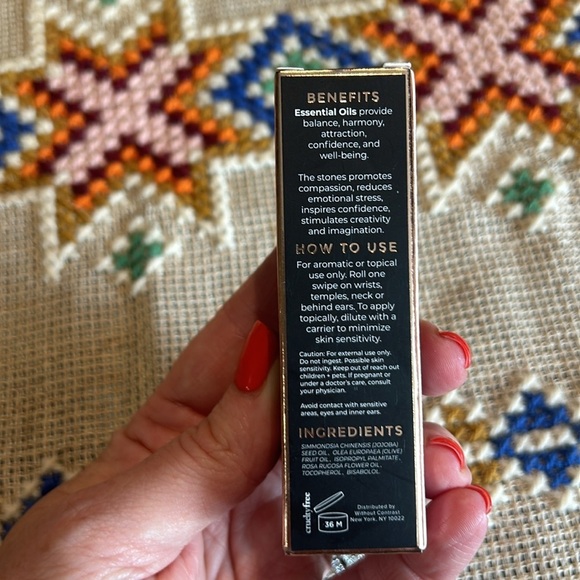 BENEFITS
Essential Oils provide
balance, harmony,
attraction,
confidence, and
well-being.
The stones promotes
compassion, reduces
emotional stress,
inspires confidence,
stimulates creativity
and imagination.
HOW TO USE
For aromatic or topical
use only. Roll one
swipe on wrists,
temples, neck or
behind ears. To apply
topically, dilute with a
carrier to minimize
skin sensitivity.
Caution: For external use only.
Do not ingest. Possible skin
sensitivity. Keep out of reach out
children + pets. If pregnant or
under a doctor's care, consult
your physician.
Avoid contact with sensitive
areas, eyes and inner ears.
INGREDIENTS
SIMMONDSIA CHINENSIS (JOJOBA)
SEED OIL, OLEA EUROPAEA (OLIVE)
FRUIT OIL, ISOPROPYL PALMITATE,
ROSA RUGOSA FLOWER OIL,
TOCOPHEROL, BISABOLOL
crueltyfree
36 M
Distributed by
Without Contrast
New York, NY 10022